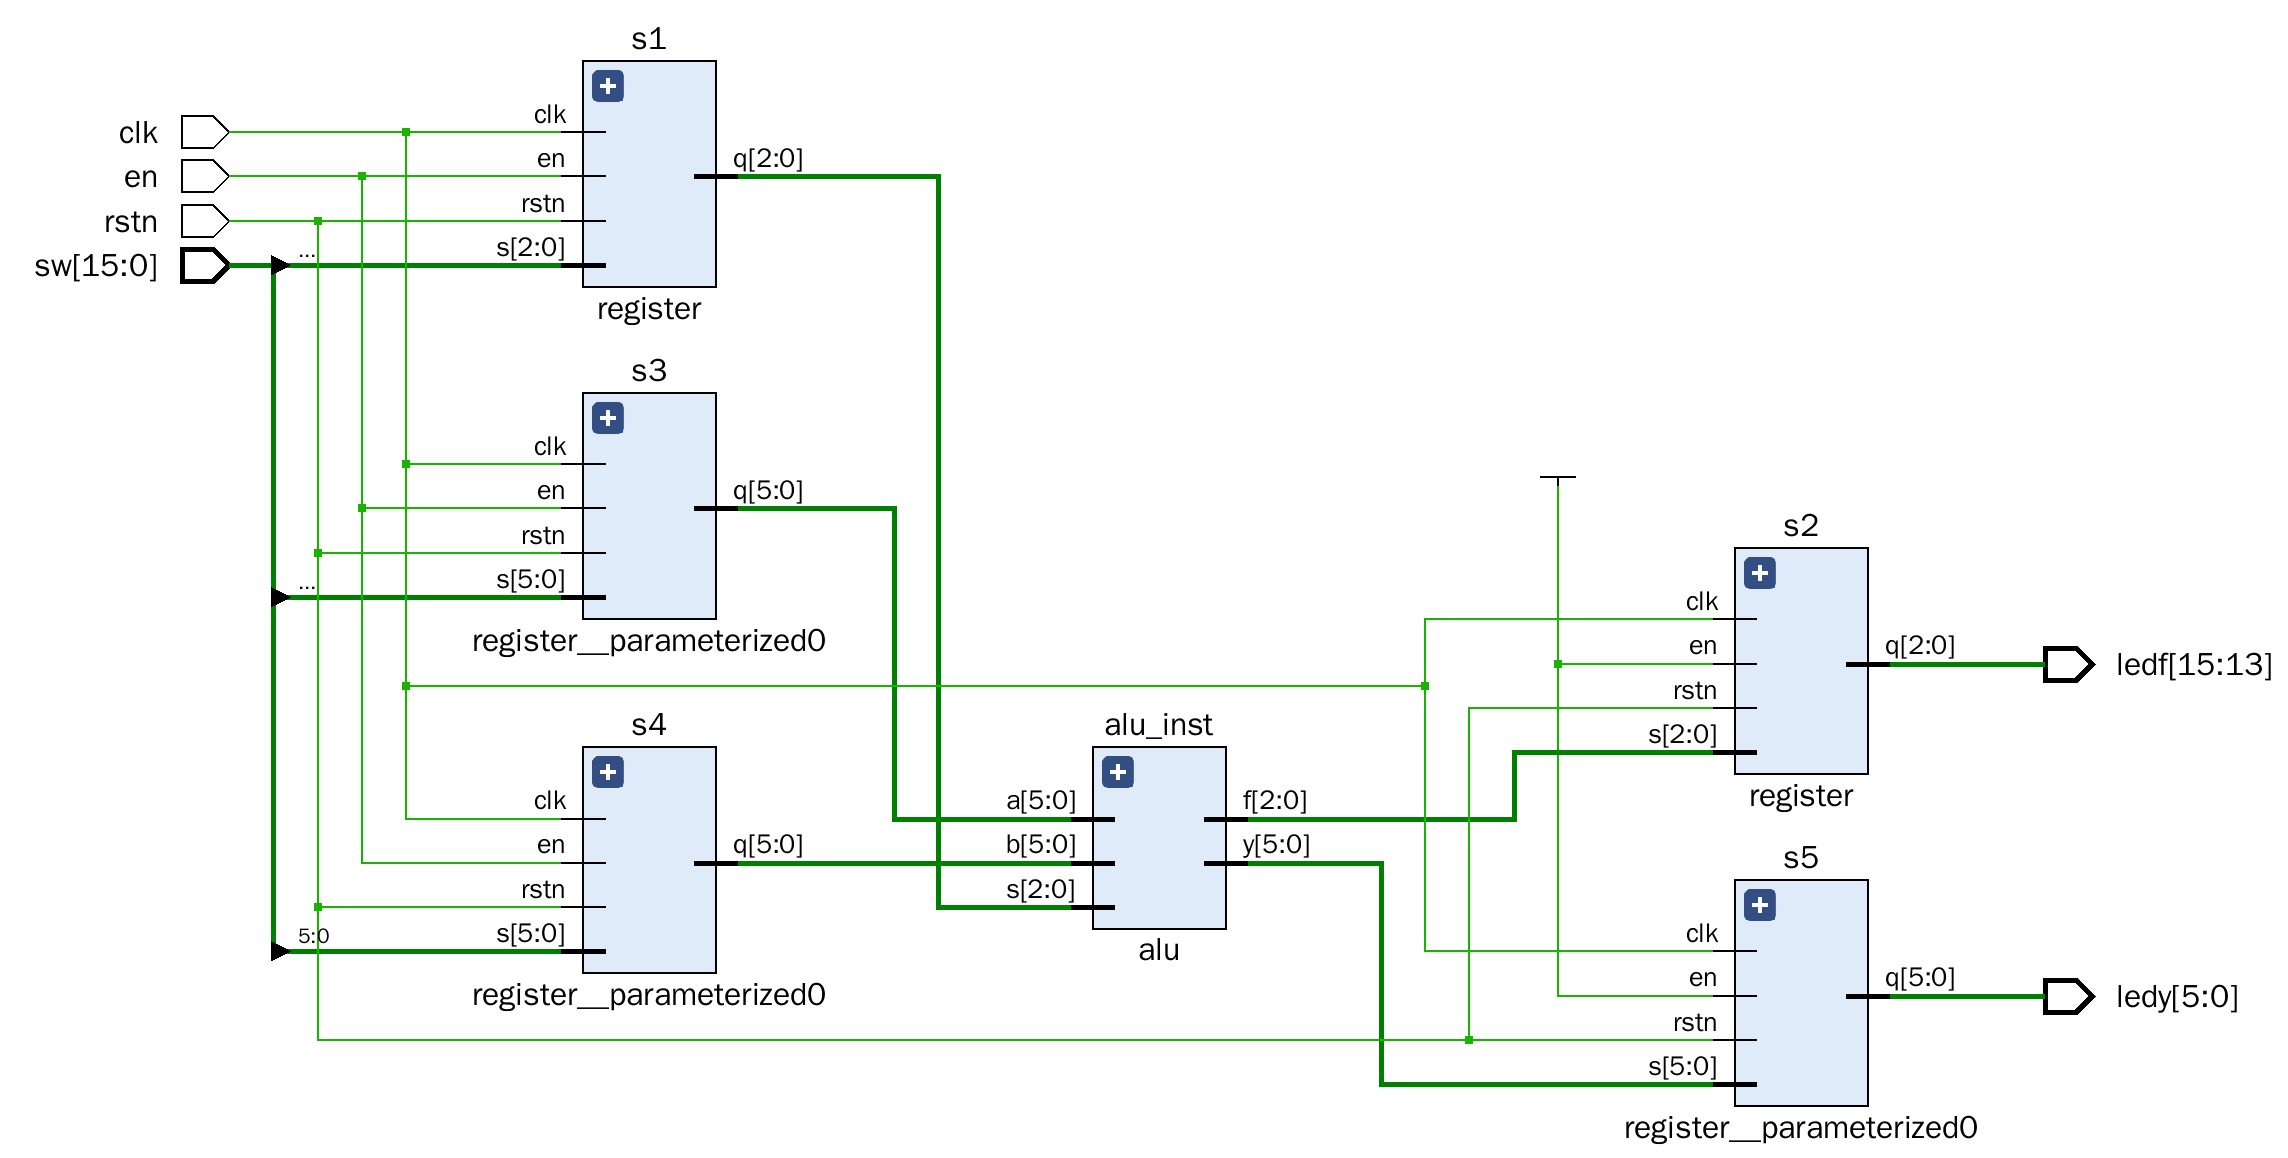 s1
clk
en
rstn
sw[15:0]
...
clk
en
rstn
s[2:0]
q[2:0]
register
s3
clk
en
rstn
...
s[5:0]
q[5:0]
register__parameterized0
s4
clk
en
rstn
5:0
s[5:0]
q[5:0]
register__parameterized0
alu_inst
a[5:0]
b[5:0]
s[2:0]
f[2:0]
y[5:0]
alu
s2
clk
en
rstn
s[2:0]
q[2:0]
ledf[15:13]
register
s5
clk
en
rstn
s[5:0]
q[5:0]
ledy[5:0]
register__parameterized0